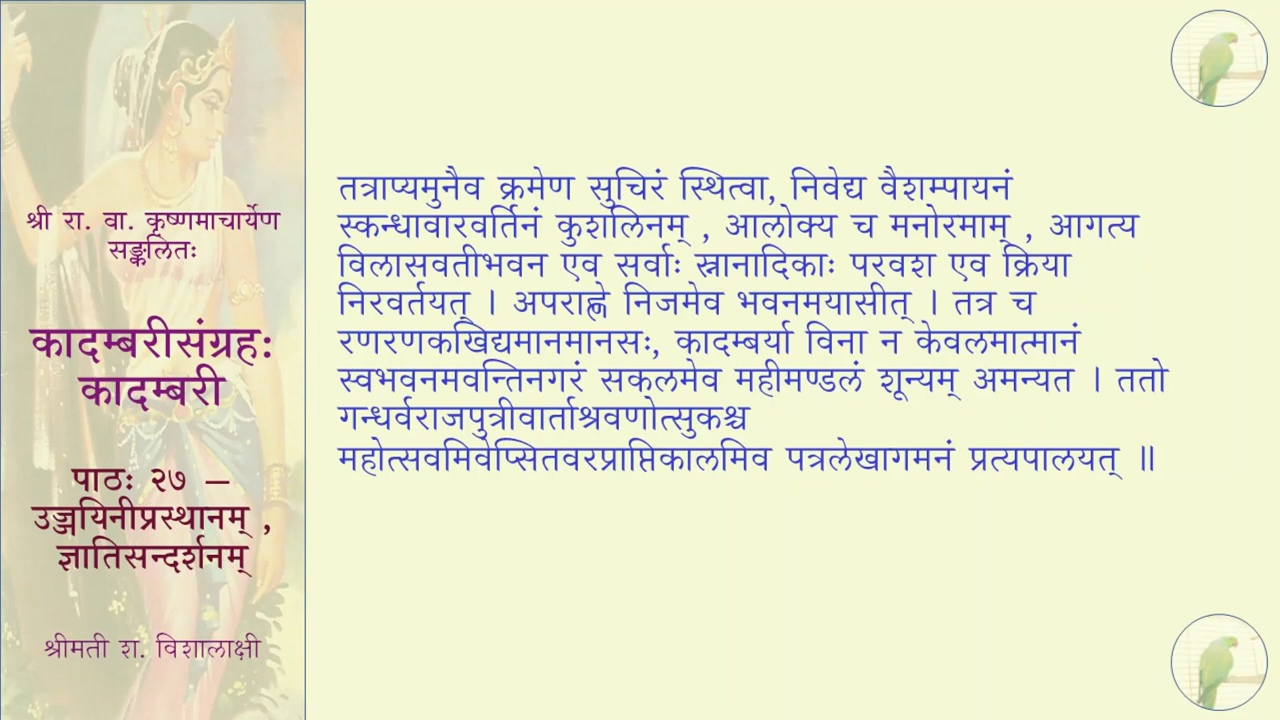 श्री रा. वा. कृष्णमाचार्येण
सङ्कलितः
कादम्बरीसंग्रहः
कादम्बरी
पाठः २७ –
उज्जयिनीप्रस्थानम् ,
ज्ञातिसन्दर्शनम्
श्रीमती श. विशालाक्षी
तत्राप्यमुनैव क्रमेण सुचिरं स्थित्वा, निवेद्य वैशम्पायनं
स्कन्धावारवर्तिनं कुशलिनम् , आलोक्य च मनोरमाम् , आगत्य
विलासवतीभवन एव सर्वाः स्नानादिकाः परवश एव क्रिया
निरवर्तयत् । अपराह्णे निजमेव भवनमयासीत् । तत्र च
रणरणकखिद्यमानमानसः, कादम्बर्या विना न केवलमात्मानं
स्वभवनमवन्तिनगरं सकलमेव महीमण्डलं शून्यम् अमन्यत । ततो
गन्धर्वराजपुत्रीवार्ताश्रवणोत्सुकश्च
महोत्सवमिवेप्सितवरप्राप्तिकालमिव पत्रलेखागमनं प्रत्यपालयत् ॥